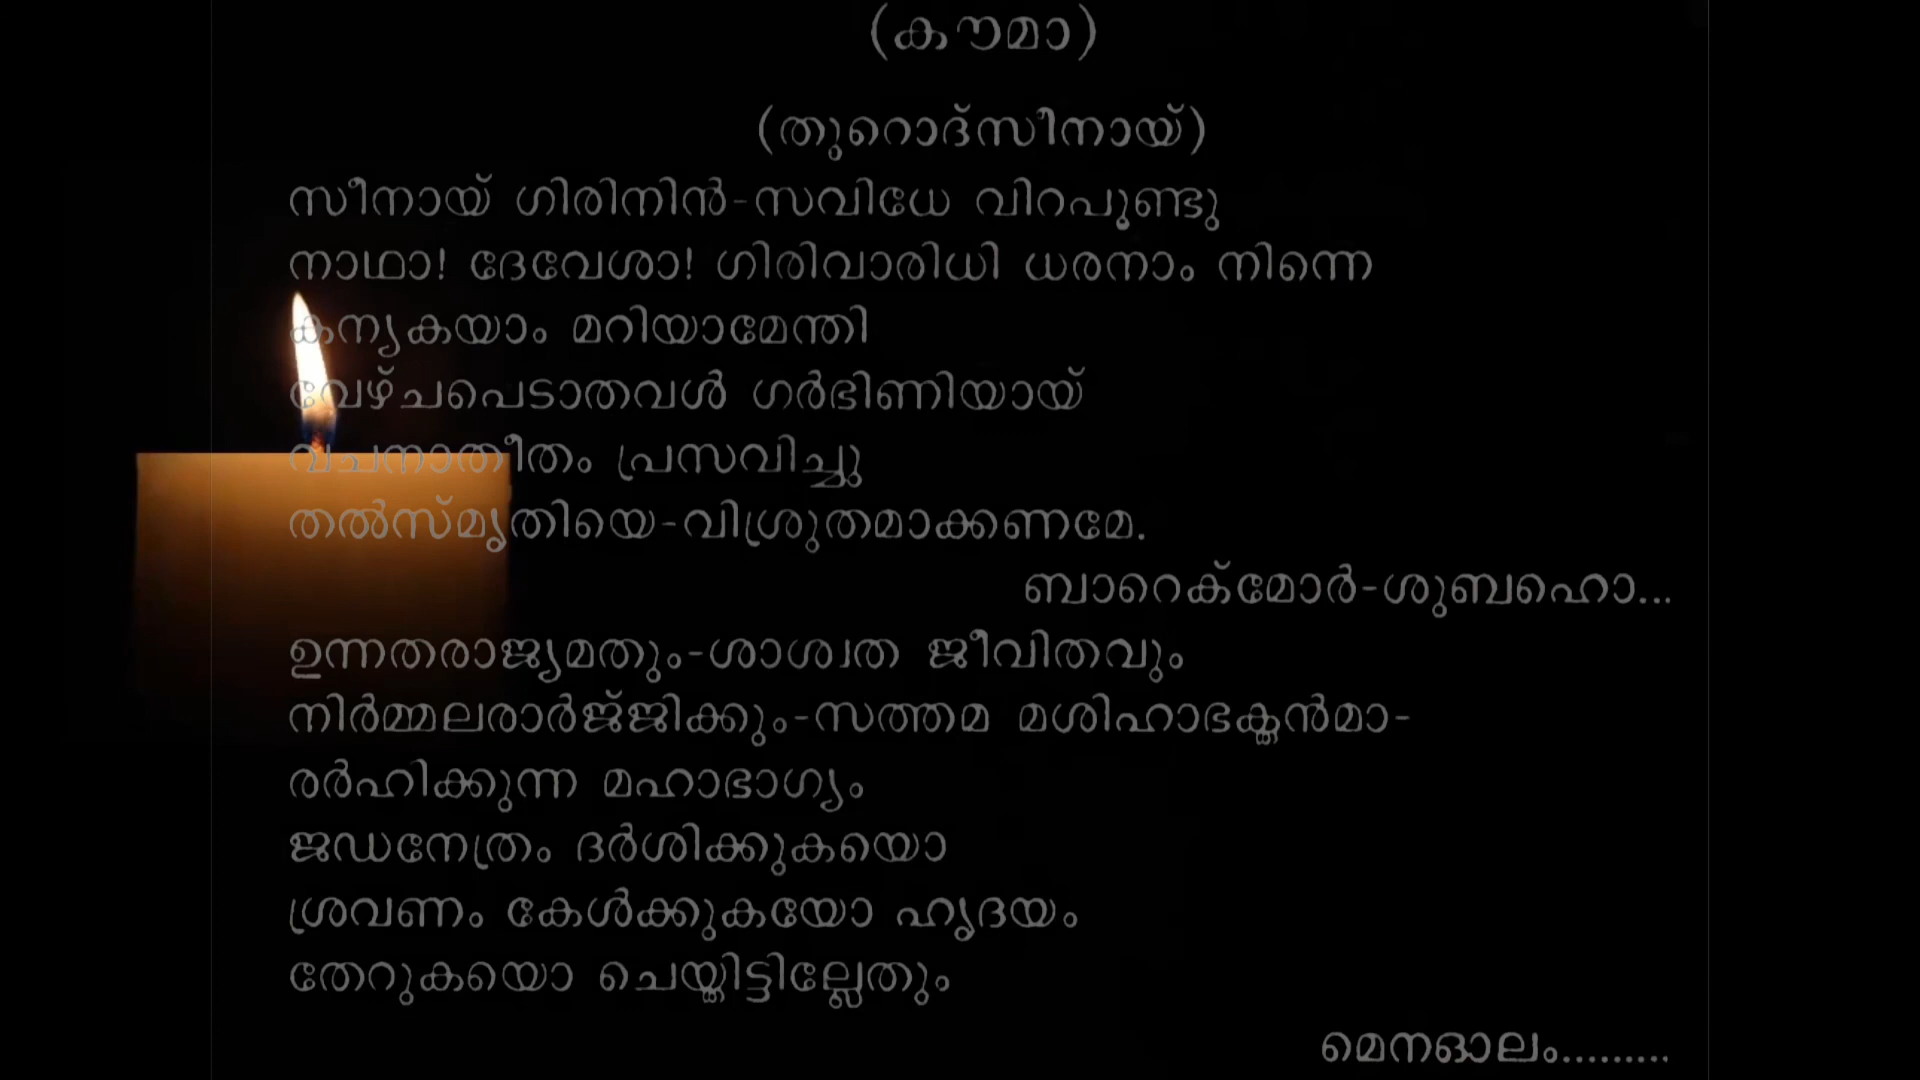 (കൗമാ)
(തുറൊദ്സീനായ്)
സീനായ് ഗിരിനിൻ-സവിധേ വിറപൂണ്ടു
നാഥാ! ദേവേശാ! ഗിരിവാരിധി ധരനാം നിന്നെ
കന്യകയാം മറിയാമേന്തി
വേഴ്ചപെടാതവൾ ഗർഭിണിയായ്
വചനാതീതം പ്രസവിച്ചു
തൽസ്മൃതിയെ-വിശ്രുതമാക്കണമേ.
ബാറെക്മോർ-ശുബഹൊ...
ഉന്നതരാജ്യമതും-ശാശ്വത ജീവിതവും
നിർമ്മലരാർജ്ജിക്കും-സത്തമ മശിഹാഭക്തൻമാ-
രർഹിക്കുന്ന മഹാഭാഗ്യം
ജഡനേത്രം ദർശിക്കുകയൊ
ശ്രവണം കേൾക്കുകയോ ഹൃദയം
തേറുകയൊ ചെയ്തിട്ടില്ലേതും
മെനഓലം.........